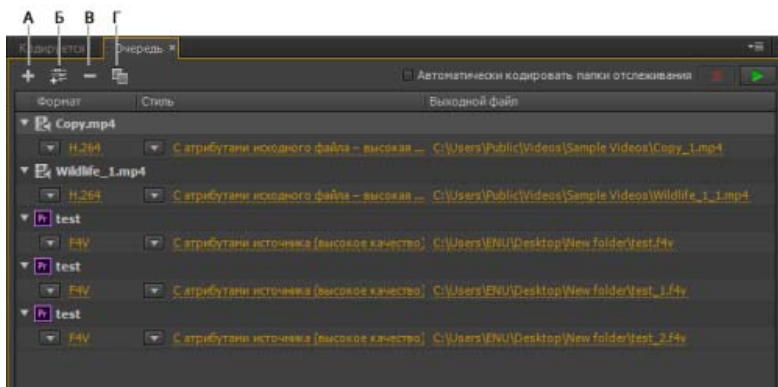 А Б В Г
Кодируется Очередь
Автоматически кодировать папки отслеживания
Формат Стиль Выходной файл
Copy.mp4
H.264 С атрибутами исходного файла – высокая ... C:\Users\Public\Videos\Sample Videos\Copy_1.mp4
Wildlife_1.mp4
H.264 С атрибутами исходного файла – высокая ... C:\Users\Public\Videos\Sample Videos\Wildlife_1_1.mp4
Pr test
F4V С атрибутами источника (высокое качество) C:\Users\ENU\Desktop\New folder\test.f4v
Pr test
F4V С атрибутами источника (высокое качество) C:\Users\ENU\Desktop\New folder\test_1.f4v
Pr test
F4V С атрибутами источника (высокое качество) C:\Users\ENU\Desktop\New folder\test_2.f4v